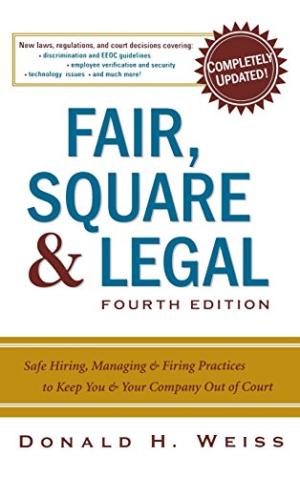 New laws, regulations, and court decisions covering:
• discrimination and EEOC guidelines
• employee verification and security
• technology issues • and much more!
COMPLETELY
UPDATED!
FAIR,
SQUARE
& LEGAL
FOURTH EDITION
Safe Hiring, Managing & Firing Practices
to Keep You & Your Company Out of Court
DONALD H. WEISS